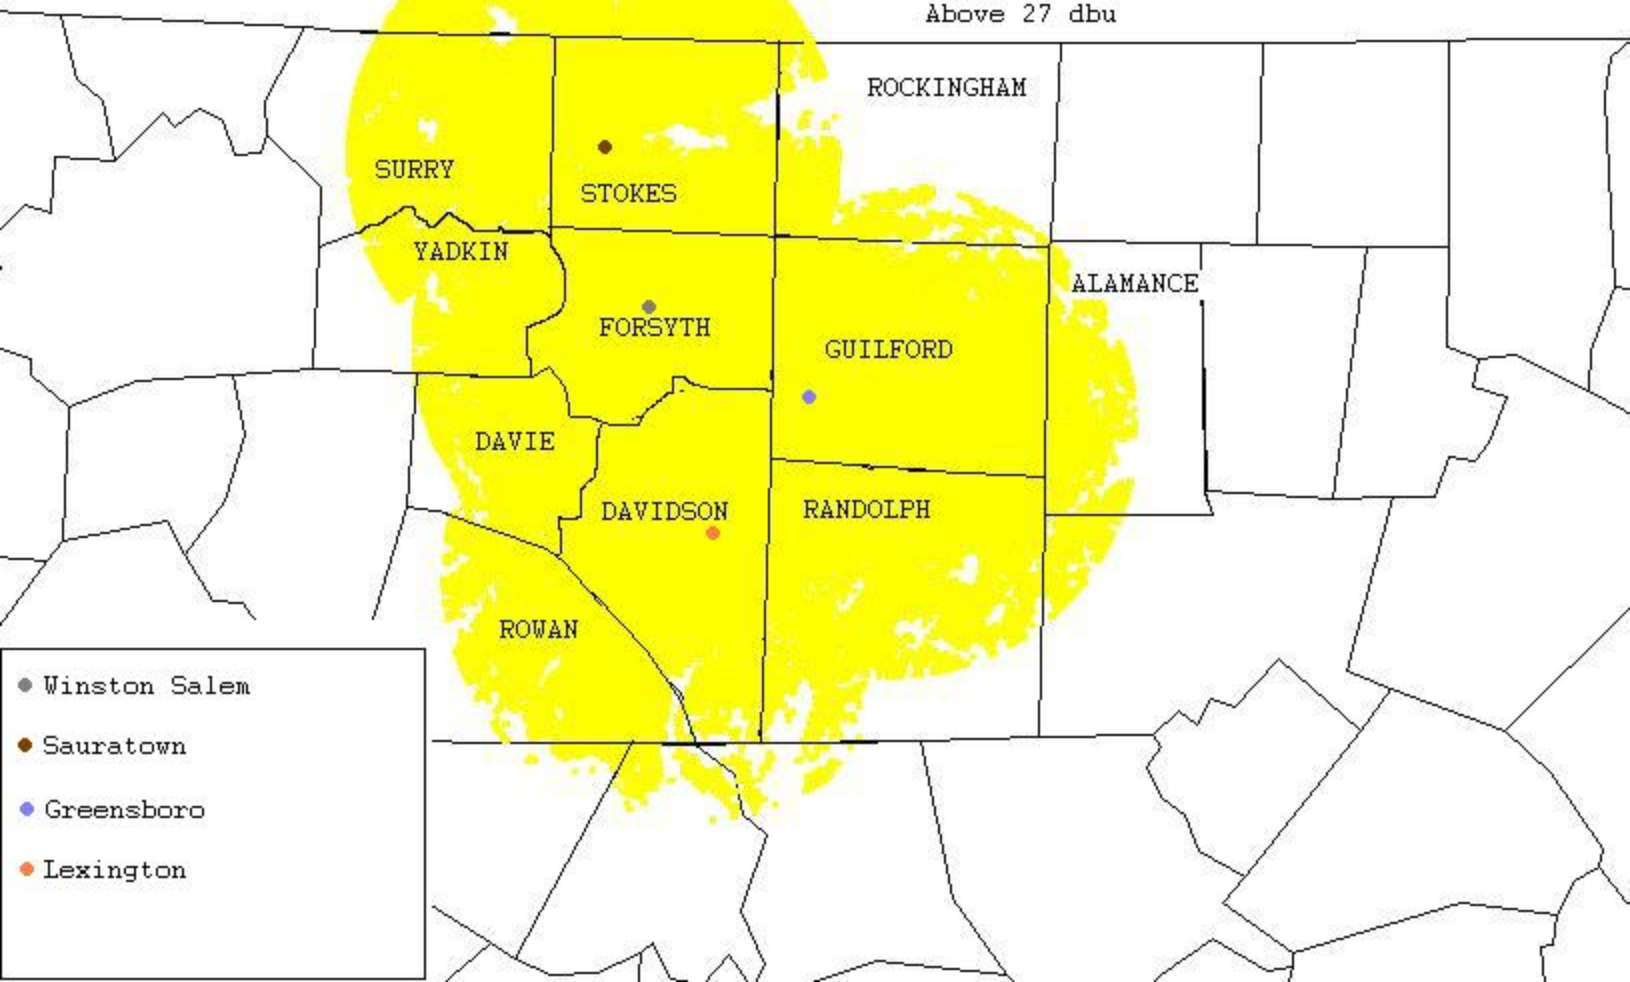 Above 27 dbu
ROCKINGHAM
SURRY
STOKES
YADKIN
ALAMANCE
FORSYTH
GUILFORD
DAVIE
DAVIDSON
RANDOLPH
ROWAN
Winston Salem
Sauratown
Greensboro
Lexington